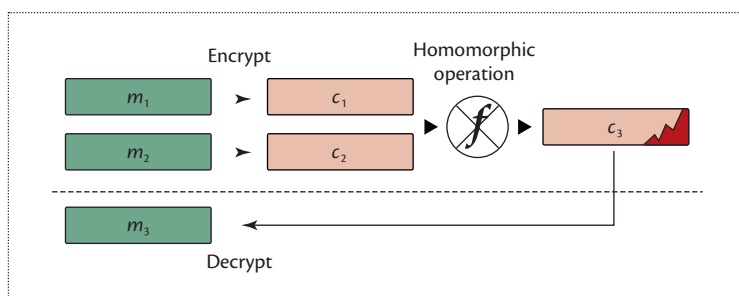 Encrypt
Homomorphic
operation
m₁
c₁
m₂
c₂
f
c₃
m₃
Decrypt